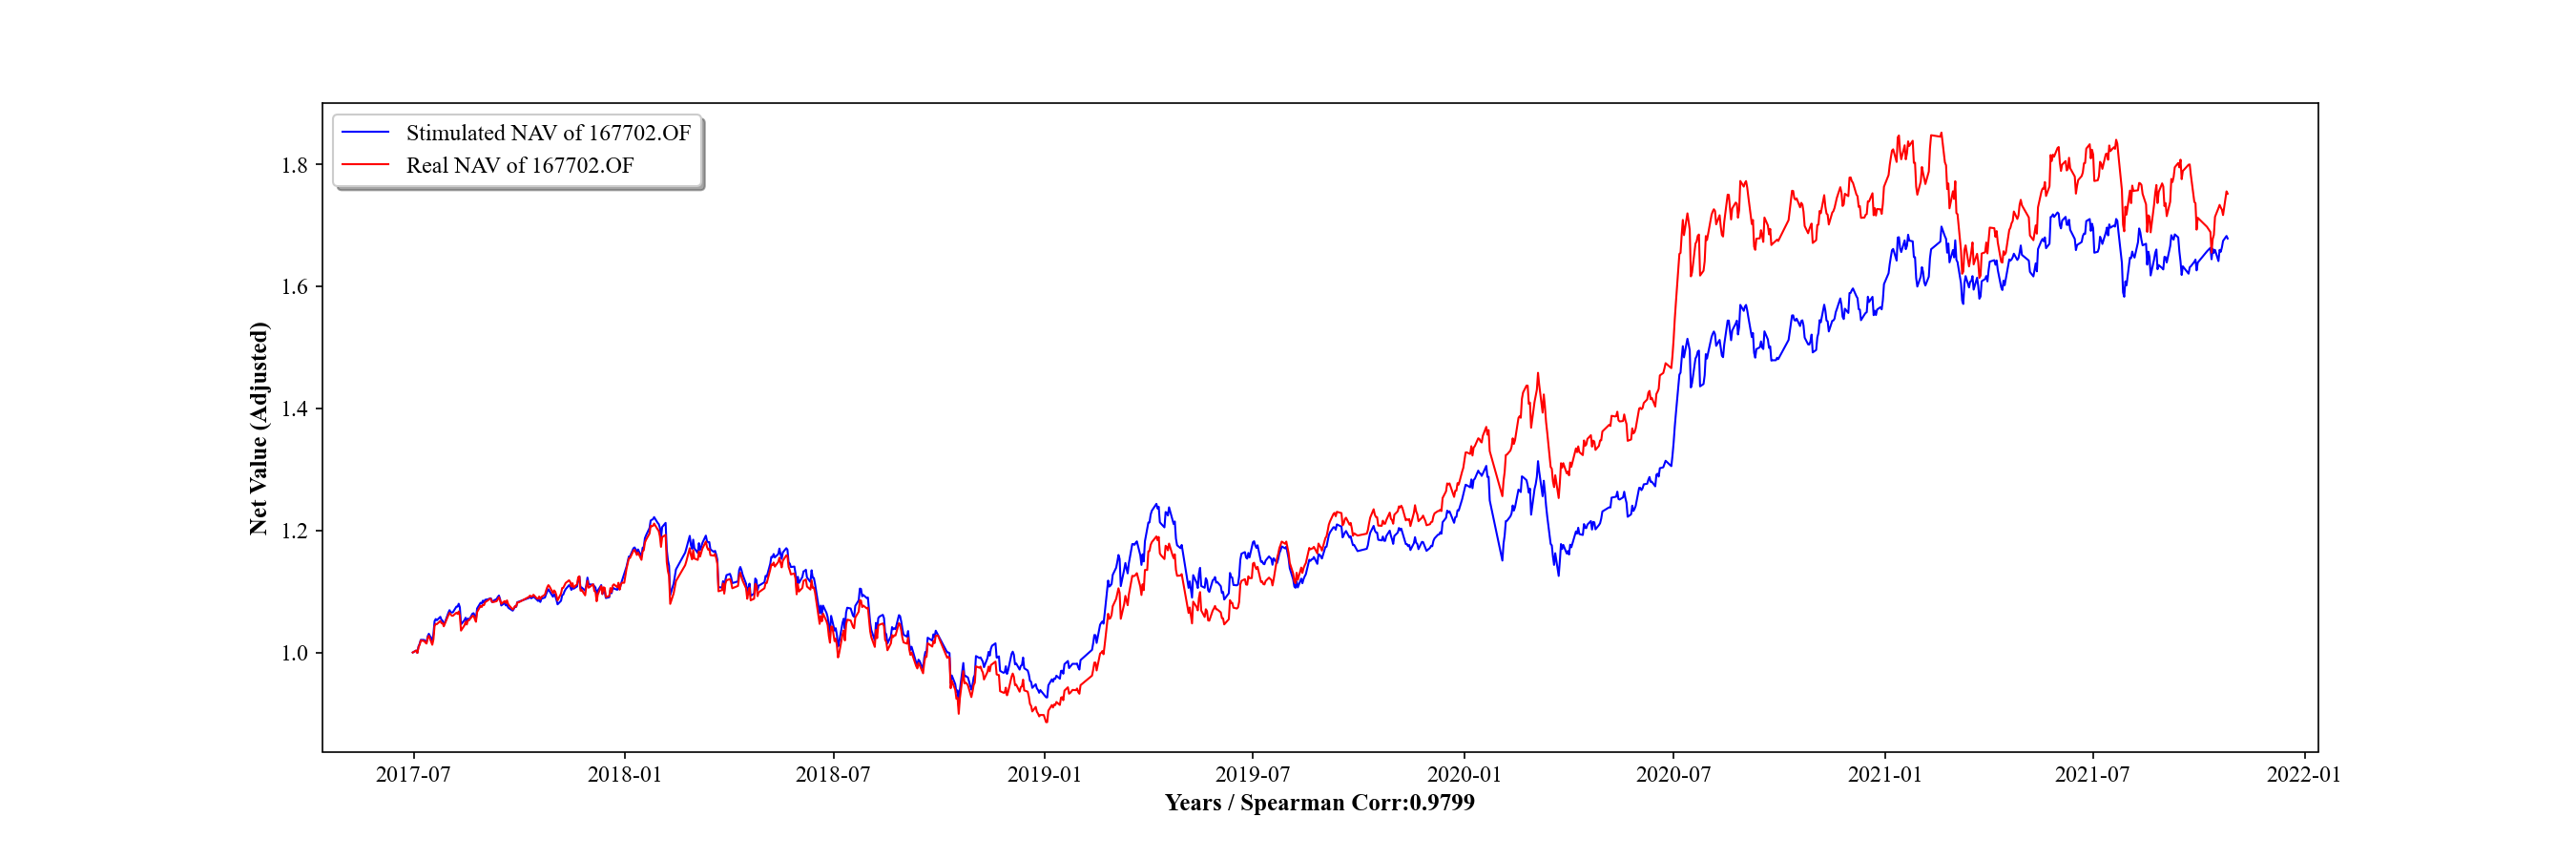 Stimulated NAV of 167702.OF
Real NAV of 167702.OF
1.8
1.6
1.4
1.2
1.0
Net Value (Adjusted)
2017-07 2018-01 2018-07 2019-01 2019-07 2020-01 2020-07 2021-01 2021-07 2022-01
Years / Spearman Corr:0.9799